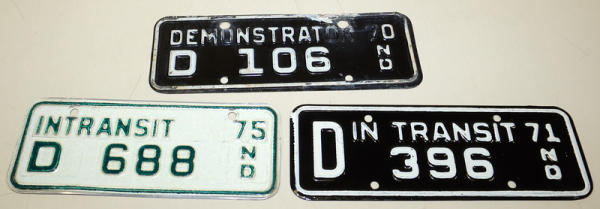 DEMONSTRATOR 70
D 106 ND
INTRANSIT 75
D 688 ND
D IN TRANSIT 71
396 ND